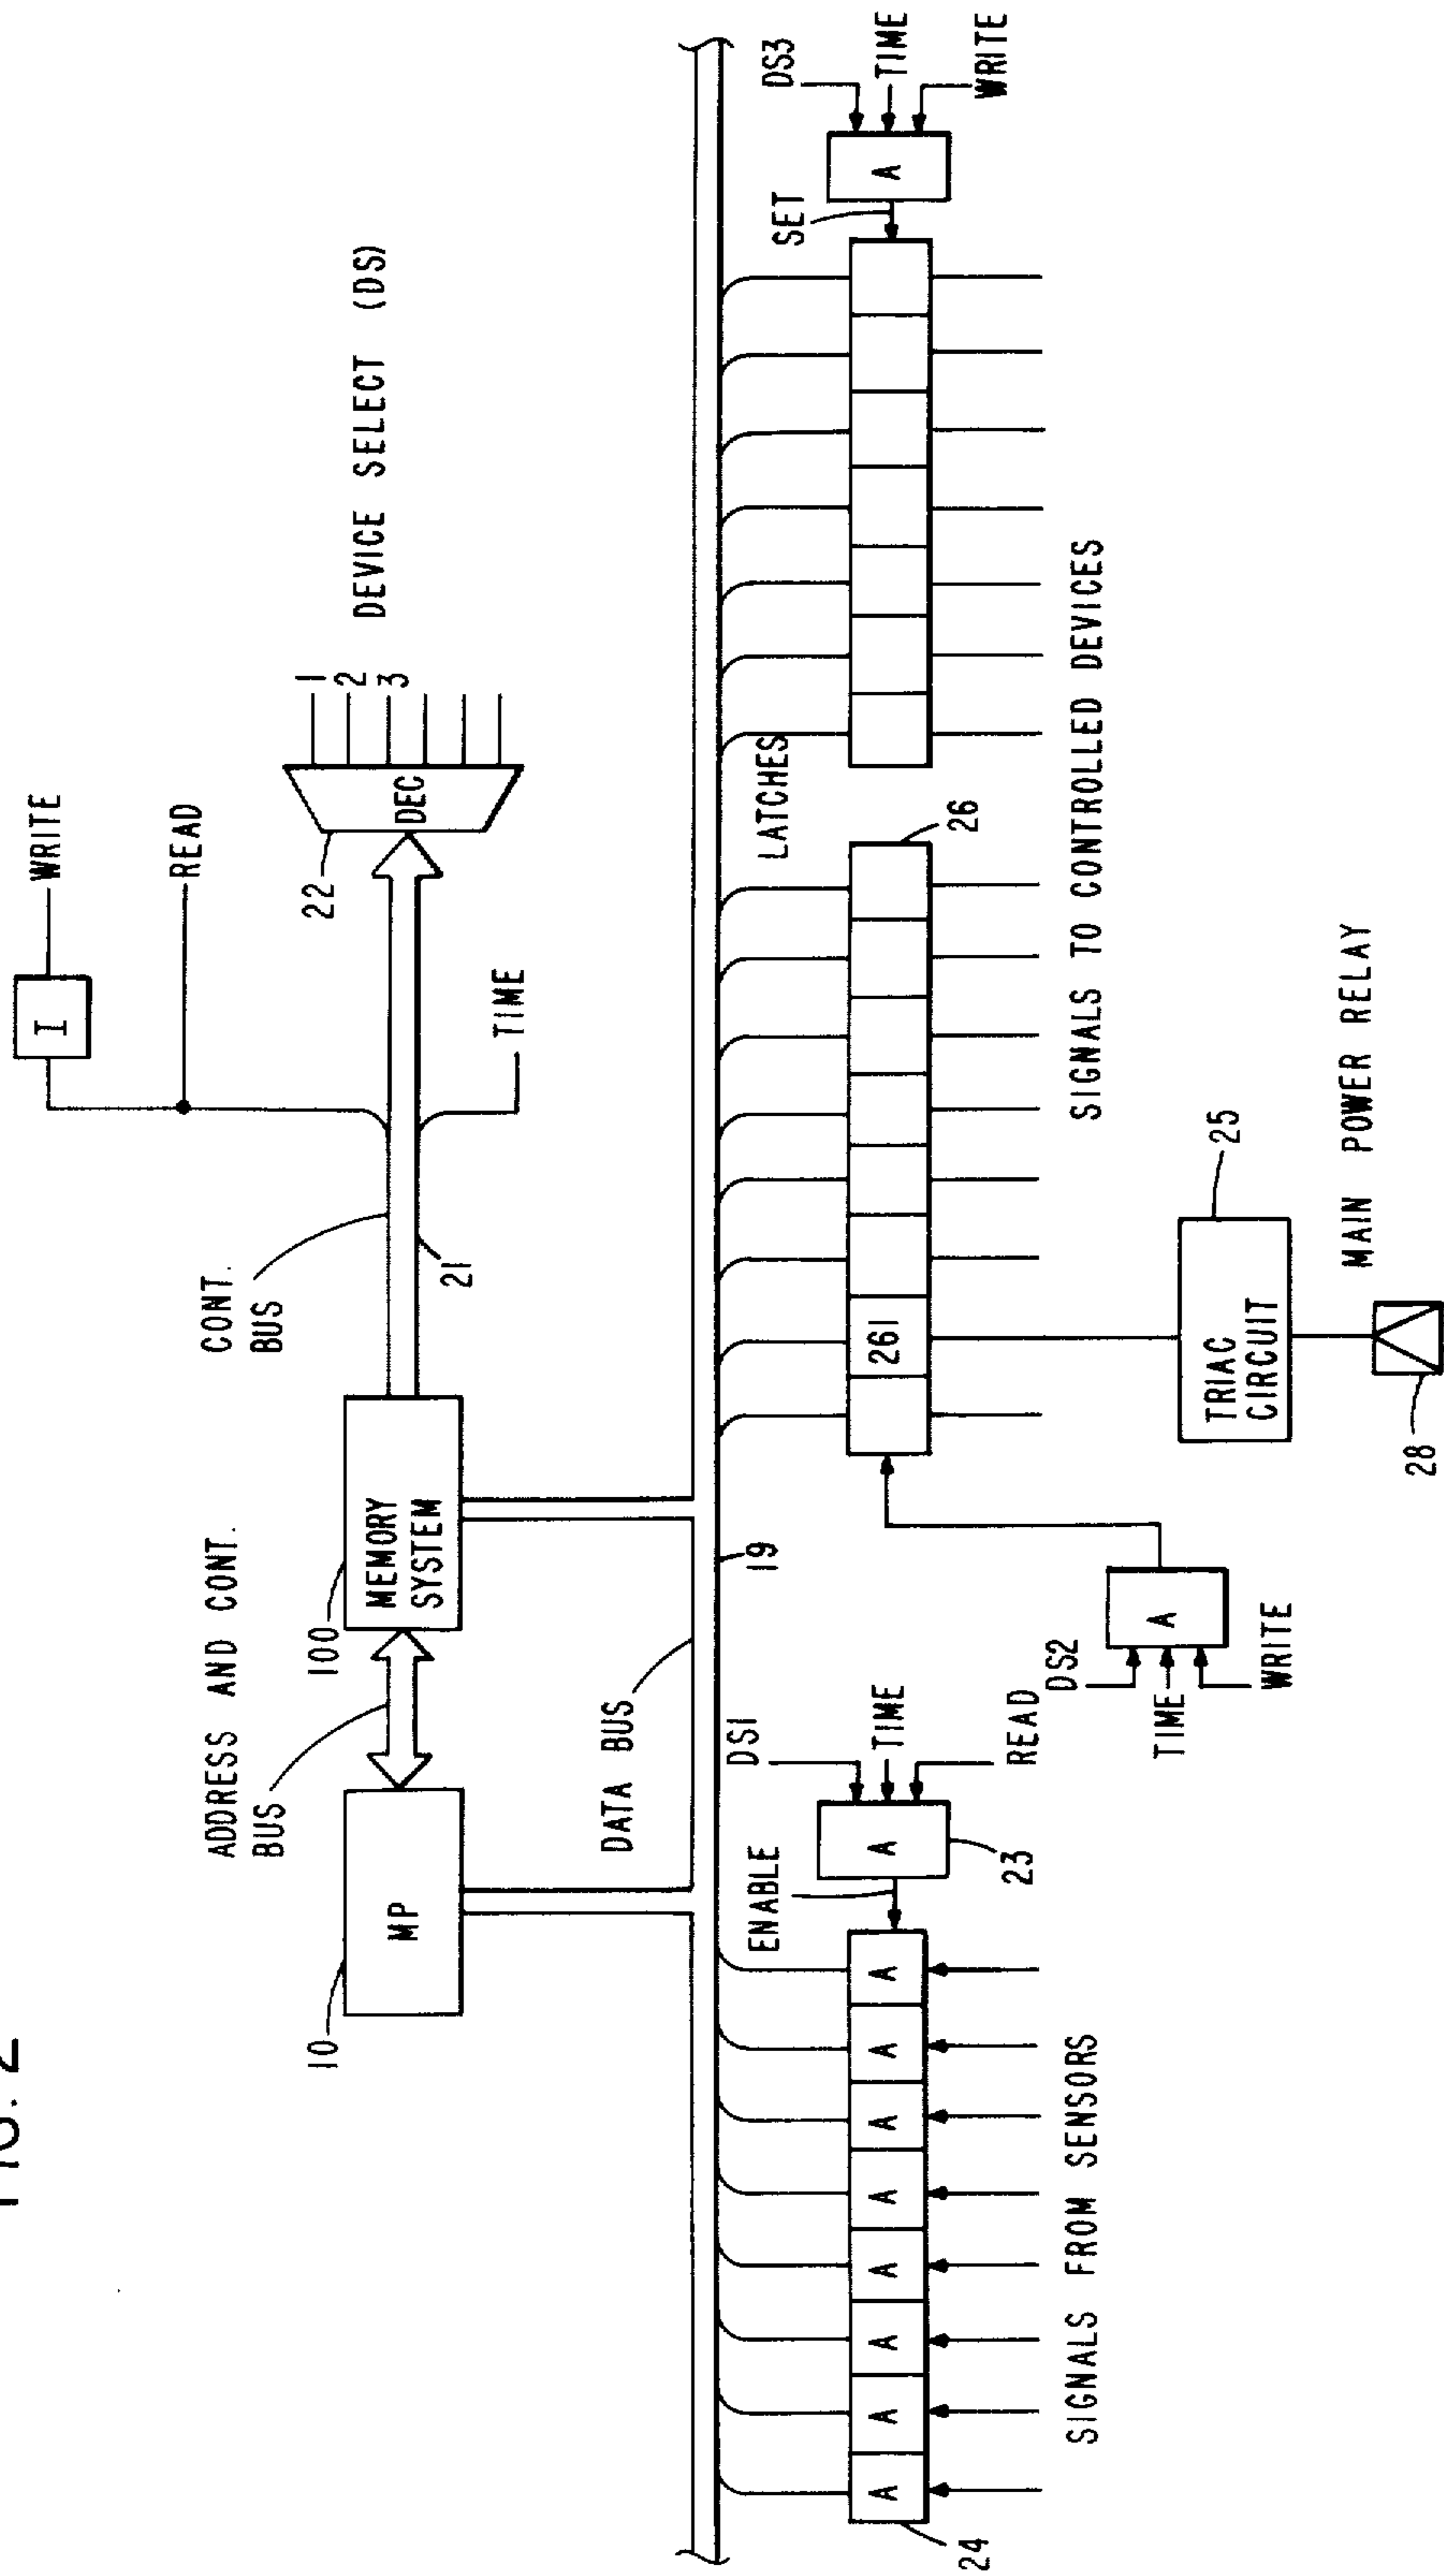 FIG. 2
WRITE
I
READ
TIME
22
DEC
1
2
3
DEVICE SELECT (DS)
CONT.
BUS
21
ADDRESS AND CONT.
BUS
100
MEMORY
SYSTEM
10
MP
DATA BUS
19
ENABLE
DS1
TIME
READ
A
23
A
A
A
A
A
A
A
A
24
SIGNALS FROM SENSORS
DS2
TIME
WRITE
A
261
26
LATCHES
SIGNALS TO CONTROLLED DEVICES
TRIAC
CIRCUIT
25
28
MAIN POWER RELAY
SET
A
DS3
TIME
WRITE